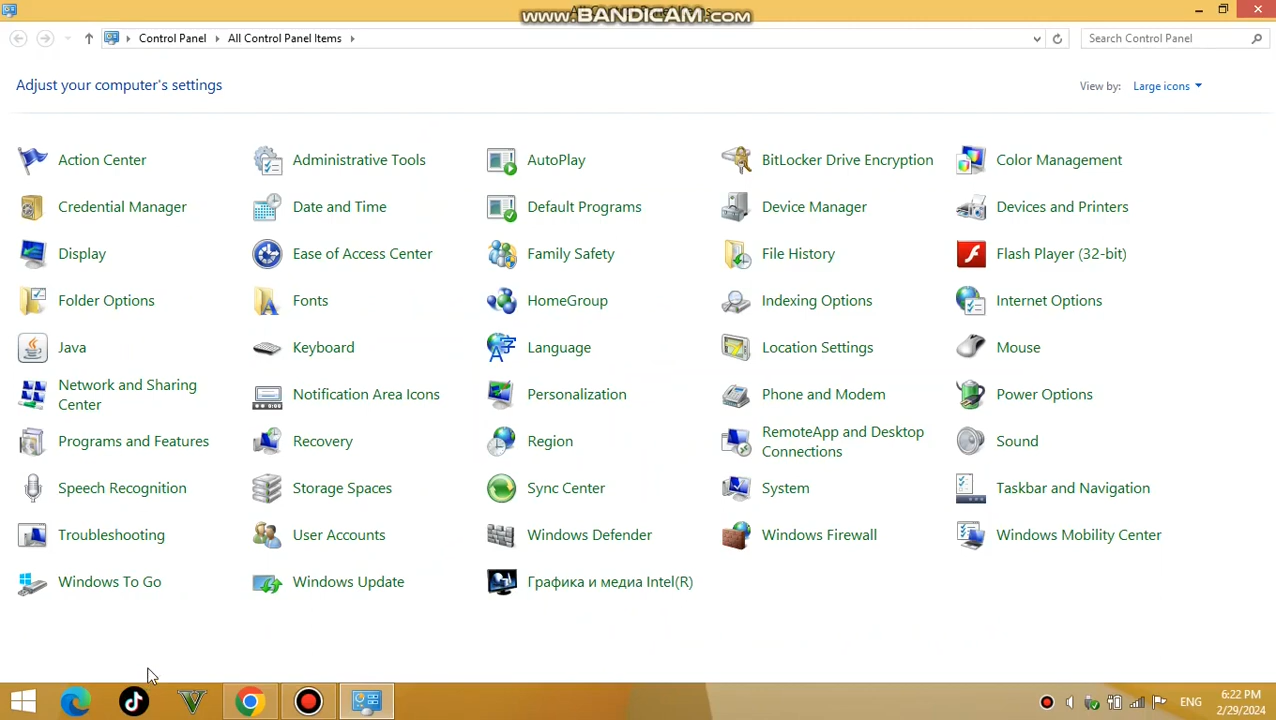 www.BANDICAM.com
Control Panel
All Control Panel Items
Search Control Panel
Adjust your computer's settings
View by: Large icons
Action Center
Administrative Tools
AutoPlay
BitLocker Drive Encryption
Color Management
Credential Manager
Date and Time
Default Programs
Device Manager
Devices and Printers
Display
Ease of Access Center
Family Safety
File History
Flash Player (32-bit)
Folder Options
Fonts
HomeGroup
Indexing Options
Internet Options
Java
Keyboard
Language
Location Settings
Mouse
Network and Sharing
Center
Notification Area Icons
Personalization
Phone and Modem
Power Options
Programs and Features
Recovery
Region
RemoteApp and Desktop
Connections
Sound
Speech Recognition
Storage Spaces
Sync Center
System
Taskbar and Navigation
Troubleshooting
User Accounts
Windows Defender
Windows Firewall
Windows Mobility Center
Windows To Go
Windows Update
Графика и медиа Intel(R)
ENG
6:22 PM
2/29/2024